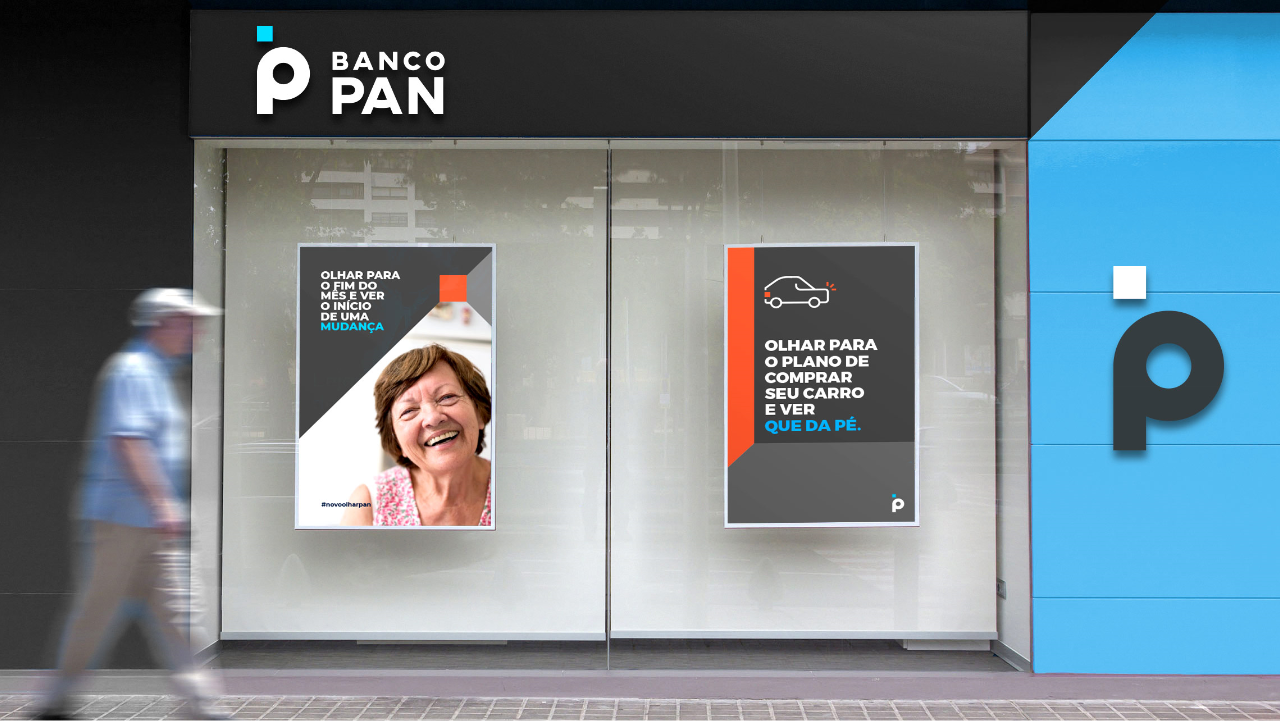 BANCO
PAN
OLHAR PARA
O FIM DO
MÊS E VER
O INÍCIO
DE UMA
MUDANÇA
#novoolharpan
OLHAR PARA
O PLANO DE
COMPRAR
SEU CARRO
E VER
QUE DA PÉ.